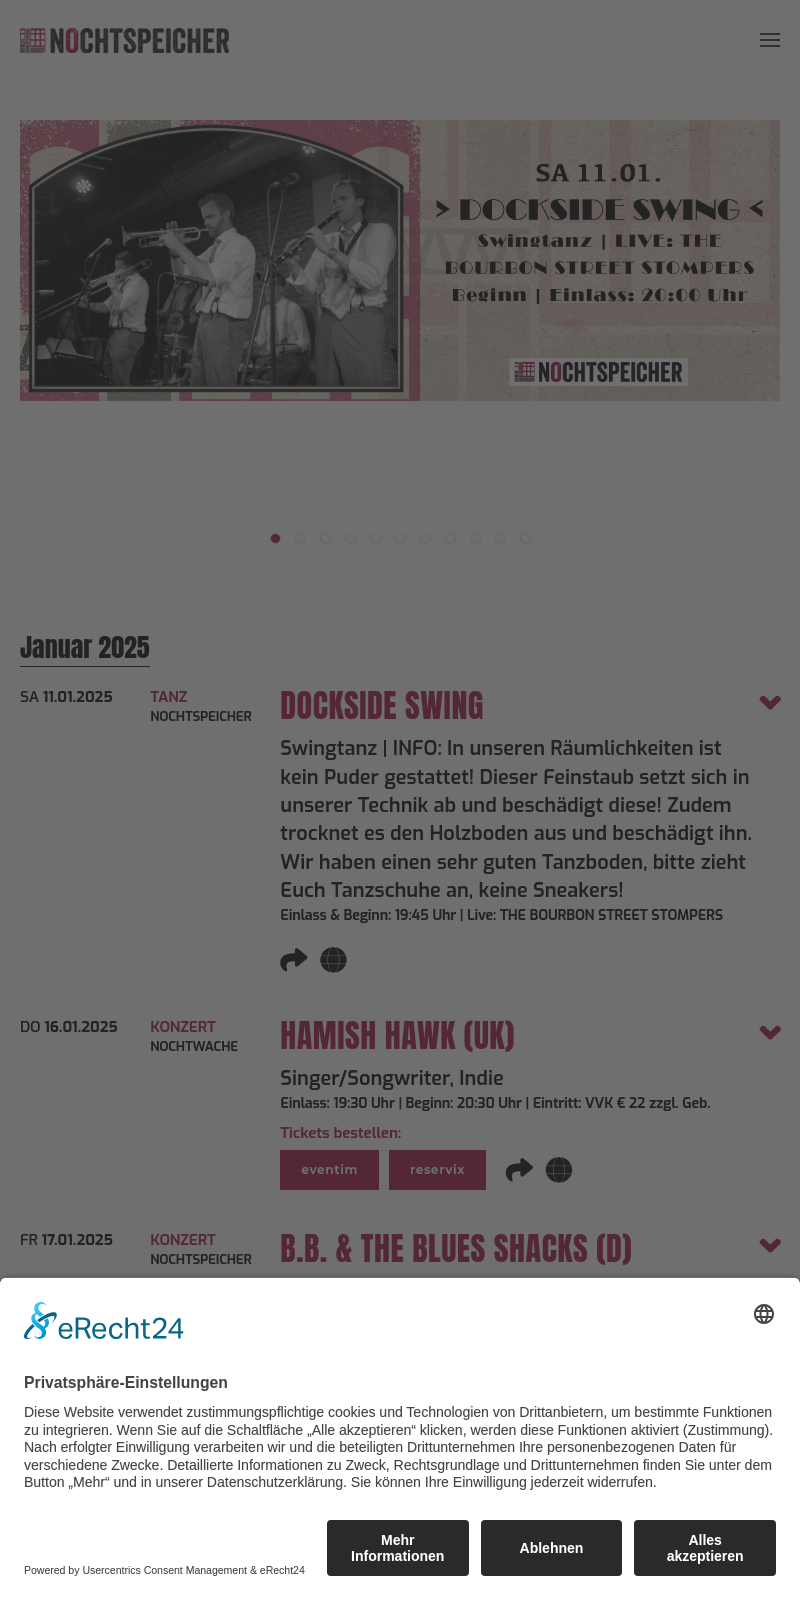 NOCHTSPEICHER
SA 11.01.
> DOCKSIDE SWING <
Swingtanz | LIVE: THE
BOURBON STREET STOMPERS
Beginn | Einlass: 20:00 Uhr
NOCHTSPEICHER
Januar 2025
SA 11.01.2025
TANZ
NOCHTSPEICHER
DOCKSIDE SWING
Swingtanz | INFO: In unseren Räumlichkeiten ist
kein Puder gestattet! Dieser Feinstaub setzt sich in
unserer Technik ab und beschädigt diese! Zudem
trocknet es den Holzboden aus und beschädigt ihn.
Wir haben einen sehr guten Tanzboden, bitte zieht
Euch Tanzschuhe an, keine Sneakers!
Einlass & Beginn: 19:45 Uhr | Live: THE BOURBON STREET STOMPERS
DO 16.01.2025
KONZERT
NOCHTWACHE
HAMISH HAWK (UK)
Singer/Songwriter, Indie
Einlass: 19:30 Uhr | Beginn: 20:30 Uhr | Eintritt: VVK € 22 zzgl. Geb.
Tickets bestellen:
eventim
reservix
FR 17.01.2025
KONZERT
NOCHTSPEICHER
B.B. & THE BLUES SHACKS (D)
eRecht24
Privatsphäre-Einstellungen
Diese Website verwendet zustimmungspflichtige cookies und Technologien von Drittanbietern, um bestimmte Funktionen
zu integrieren. Wenn Sie auf die Schaltfläche „Alle akzeptieren" klicken, werden diese Funktionen aktiviert (Zustimmung).
Nach erfolgter Einwilligung verarbeiten wir und die beteiligten Drittunternehmen Ihre personenbezogenen Daten für
verschiedene Zwecke. Detaillierte Informationen zu Zweck, Rechtsgrundlage und Drittunternehmen finden Sie unter dem
Button „Mehr" und in unserer Datenschutzerklärung. Sie können Ihre Einwilligung jederzeit widerrufen.
Mehr
Informationen
Ablehnen
Alles
akzeptieren
Powered by Usercentrics Consent Management & eRecht24